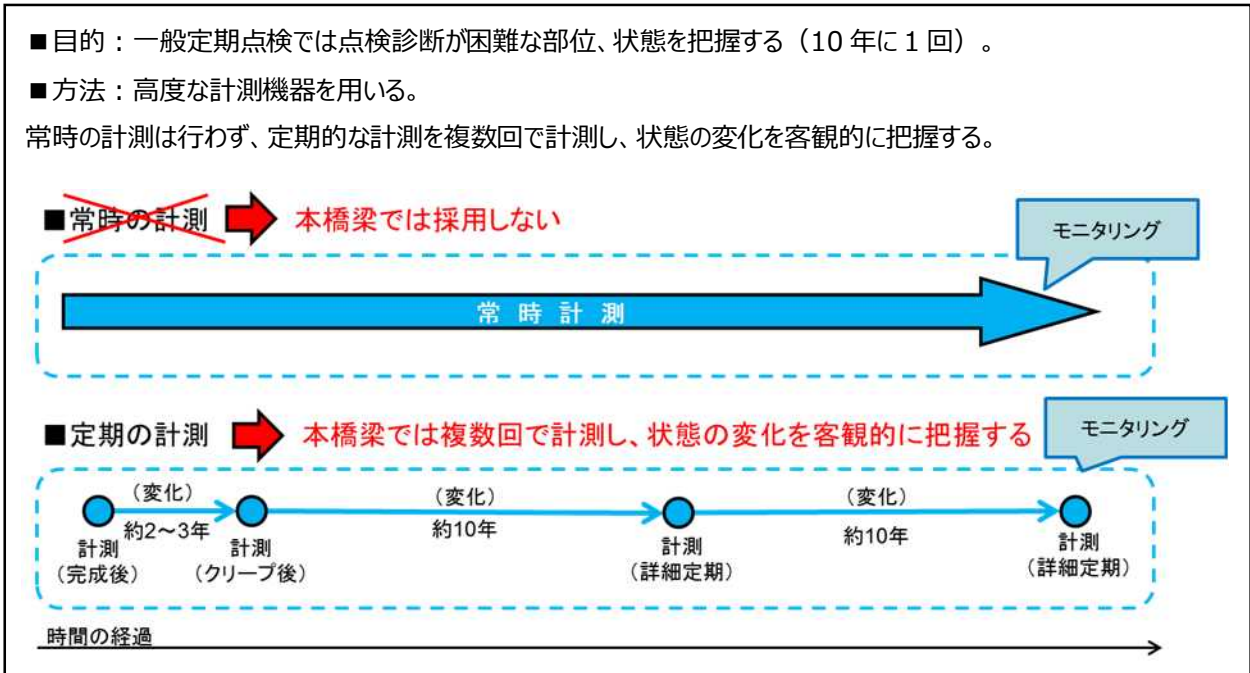 ■目的：一般定期点検では点検診断が困難な部位、状態を把握する（10 年に 1 回）。
■方法：高度な計測機器を用いる。
常時の計測は行わず、定期的な計測を複数回で計測し、状態の変化を客観的に把握する。
■常時の計測 本橋梁では採用しない
モニタリング
常時計測
■定期の計測 本橋梁では複数回で計測し、状態の変化を客観的に把握する
モニタリング
（変化） （変化） （変化）
約2～3年 約10年 約10年
計測 計測 計測 計測
（完成後） （クリープ後） （詳細定期） （詳細定期）
時間の経過